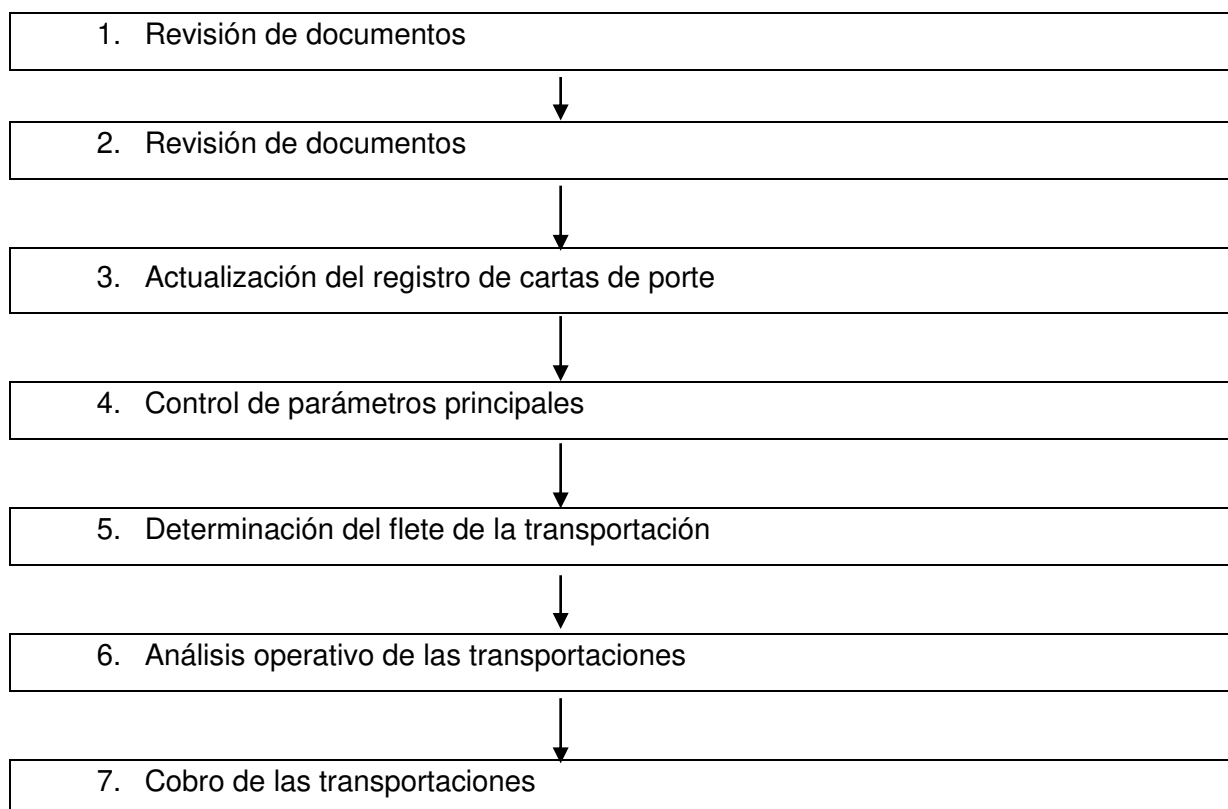 1. Revisión de documentos
2. Revisión de documentos
3. Actualización del registro de cartas de porte
4. Control de parámetros principales
5. Determinación del flete de la transportación
6. Análisis operativo de las transportaciones
7. Cobro de las transportaciones